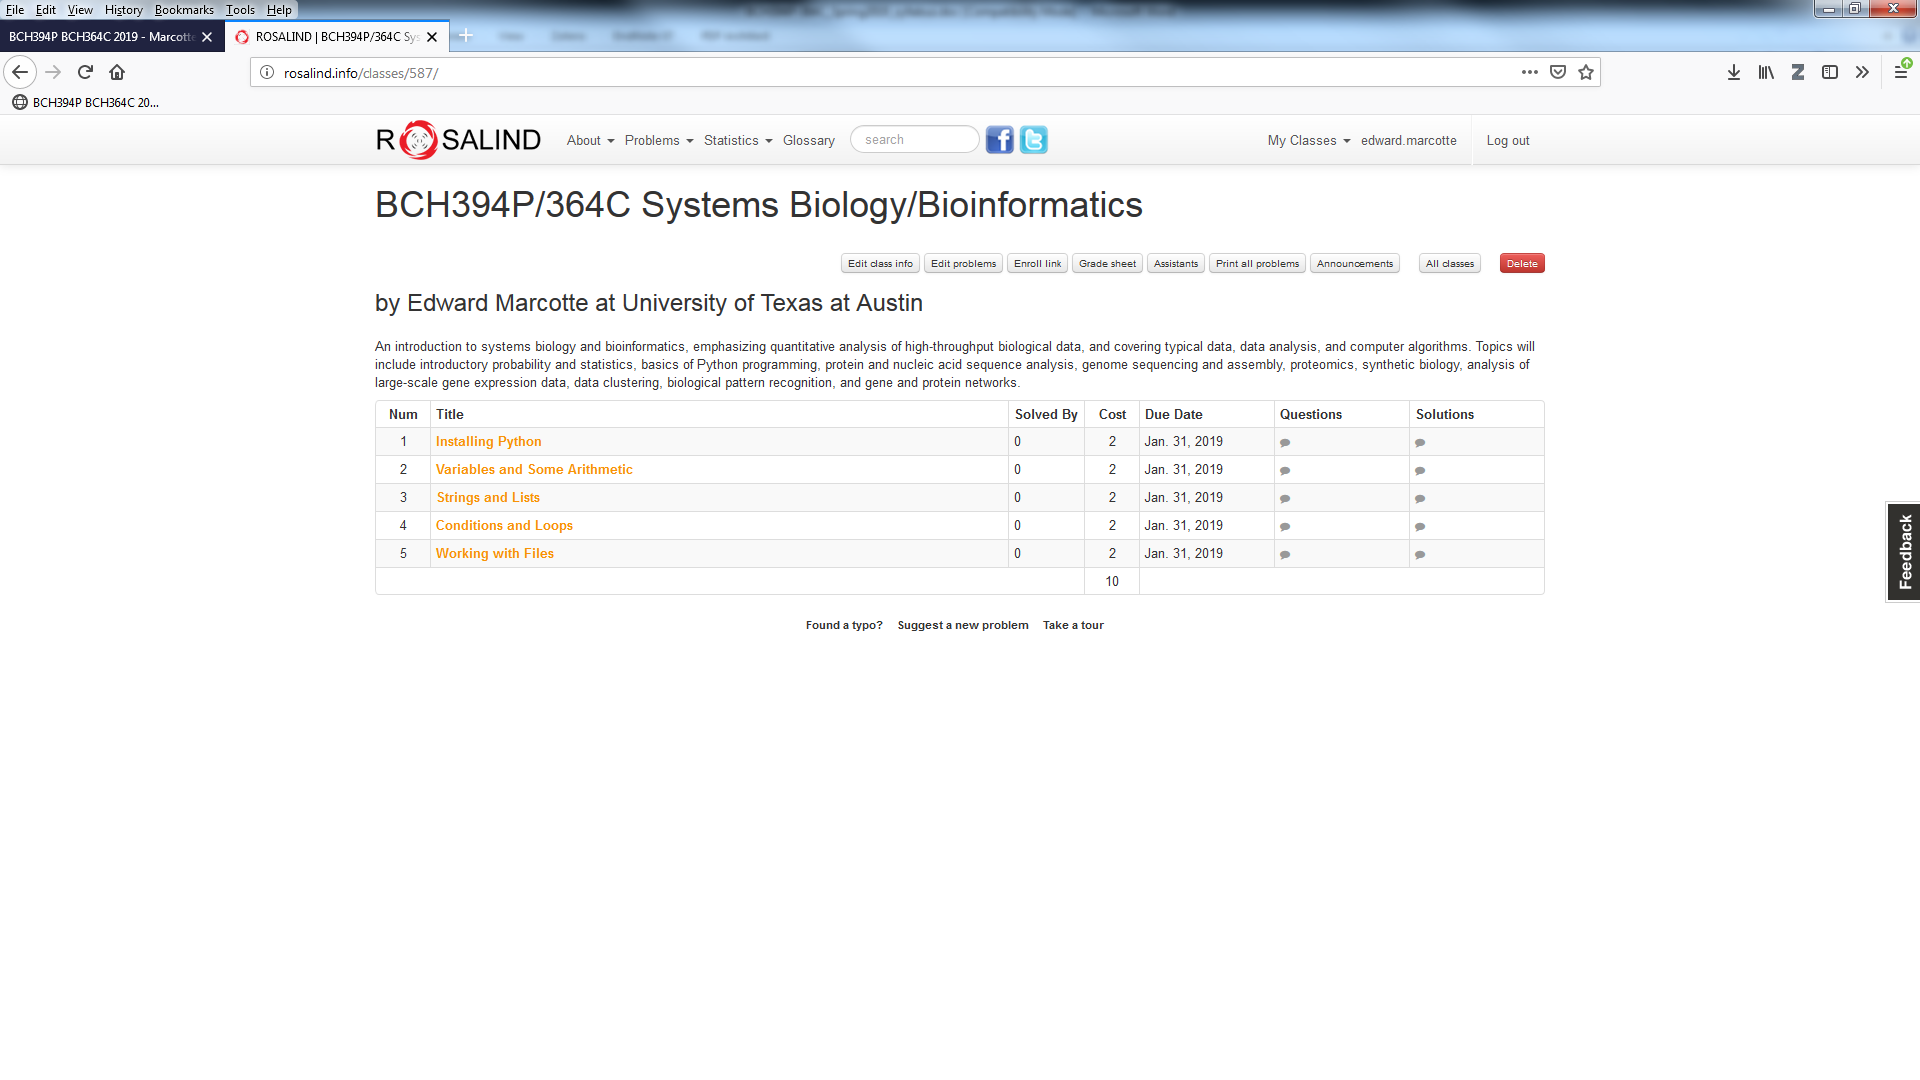 File Edit View History Bookmarks Tools Help
BCH394P BCH364C 2019 - Marcotte
ROSALIND | BCH394P/364C Sys
rosalind.info/classes/587/
BCH394P BCH364C 20...
ROSALIND
About Problems Statistics Glossary search
My Classes edward.marcotte Log out
BCH394P/364C Systems Biology/Bioinformatics
Edit class info Edit problems Enroll link Grade sheet Assistants Print all problems Announcements All classes Delete
by Edward Marcotte at University of Texas at Austin
An introduction to systems biology and bioinformatics, emphasizing quantitative analysis of high-throughput biological data, and covering typical data, data analysis, and computer algorithms. Topics will
include introductory probability and statistics, basics of Python programming, protein and nucleic acid sequence analysis, genome sequencing and assembly, proteomics, synthetic biology, analysis of
large-scale gene expression data, data clustering, biological pattern recognition, and gene and protein networks.
Num Title Solved By Cost Due Date Questions Solutions
1 Installing Python 0 2 Jan. 31, 2019
2 Variables and Some Arithmetic 0 2 Jan. 31, 2019
3 Strings and Lists 0 2 Jan. 31, 2019
4 Conditions and Loops 0 2 Jan. 31, 2019
5 Working with Files 0 2 Jan. 31, 2019
10
Feedback
Found a typo? Suggest a new problem Take a tour